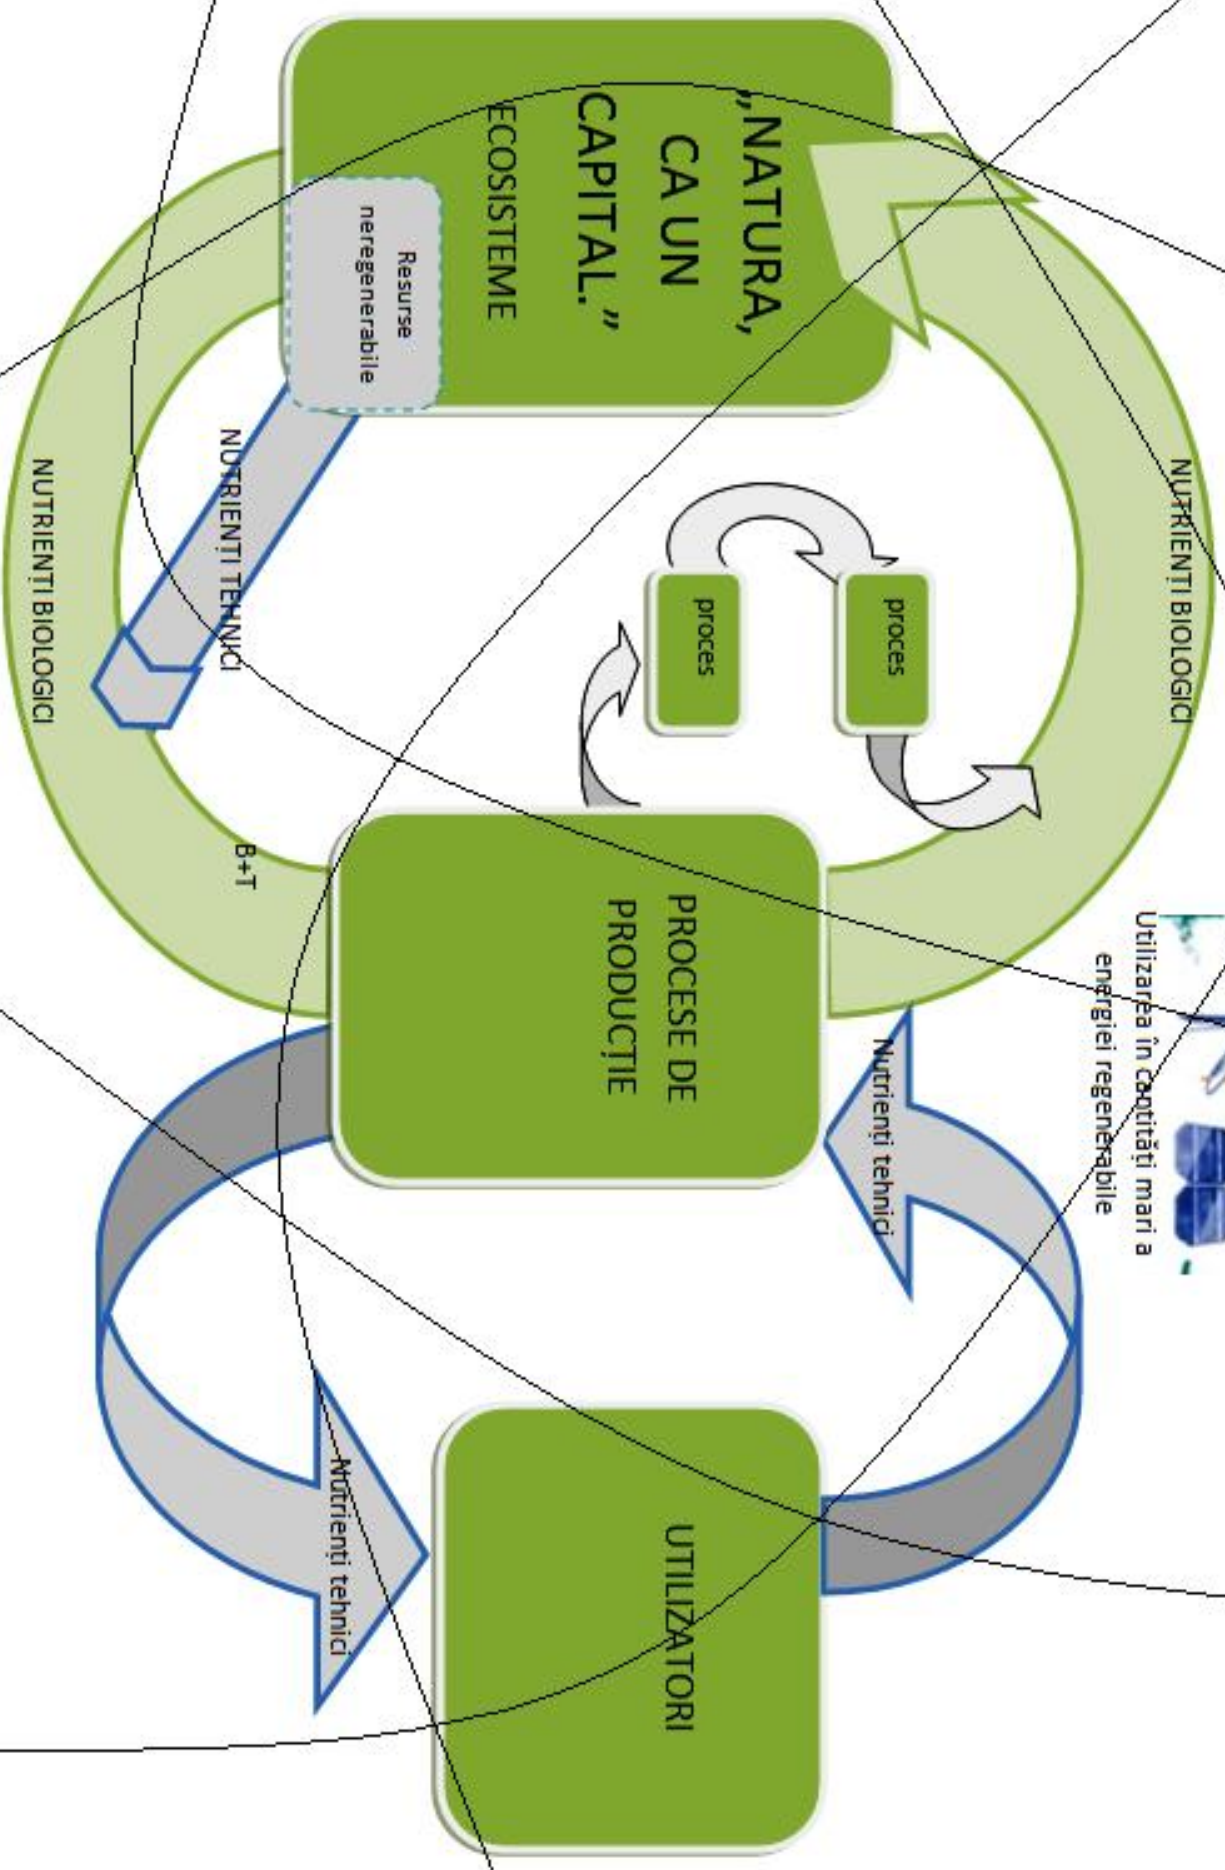 Utilizarea în cantități mari a
energiei regenerabile
NUTRIENȚI BIOLOGICI
„NATURA,
CA UN
CAPITAL.”
ECOSISTEME
Resurse
neregenerabile
proces
proces
PROCESE DE
PRODUCȚIE
Nutrienți tehnici
UTILIZATORI
Nutrienți tehnici
NUTRIENȚI TEHNICI
B+T
NUTRIENȚI BIOLOGICI